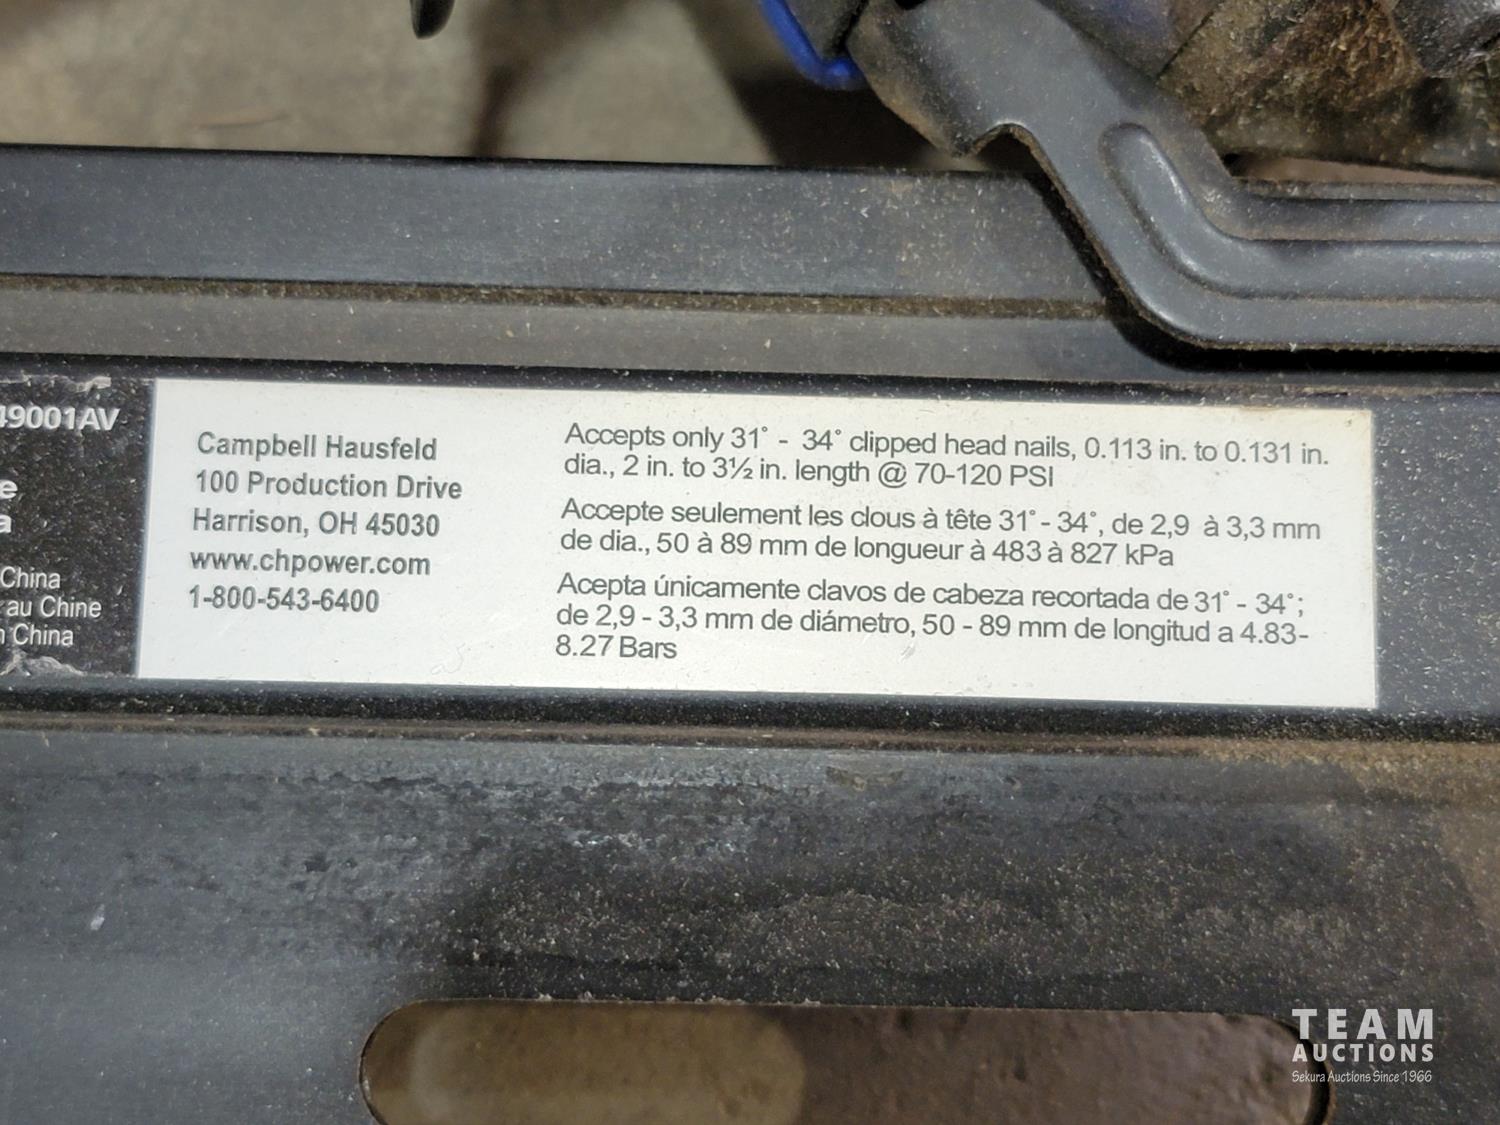 49001AV
e
a
China
au Chine
n China
Campbell Hausfeld
100 Production Drive
Harrison, OH 45030
www.chpower.com
1-800-543-6400
Accepts only 31° - 34° clipped head nails, 0.113 in. to 0.131 in.
dia., 2 in. to 3½ in. length @ 70-120 PSI
Accepte seulement les clous à tête 31° - 34°, de 2,9 à 3,3 mm
de dia., 50 à 89 mm de longueur à 483 à 827 kPa
Acepta únicamente clavos de cabeza recortada de 31° - 34°;
de 2,9 - 3,3 mm de diámetro, 50 - 89 mm de longitud a 4.83-
8.27 Bars
TEAM
AUCTIONS
Sekura Auctions Since 1966